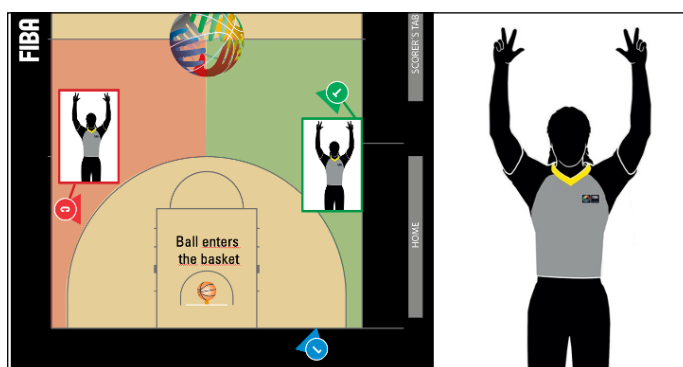 FIBA
SCORER'S TAB
T
C
HOME
Ball enters
the basket
L